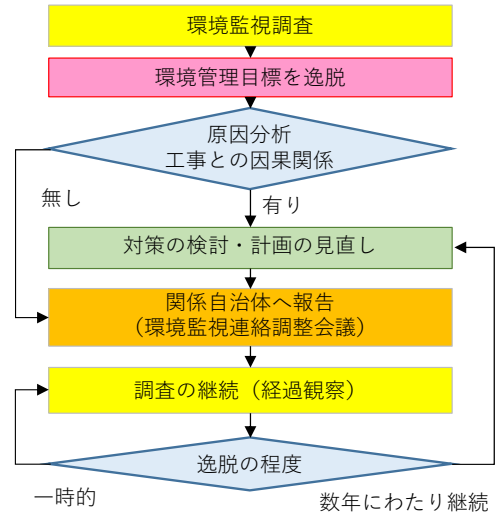 環境監視調査
環境管理目標を逸脱
原因分析
工事との因果関係
無し
有り
対策の検討・計画の見直し
関係自治体へ報告
（環境監視連絡調整会議）
調査の継続（経過観察）
逸脱の程度
一時的
数年にわたり継続